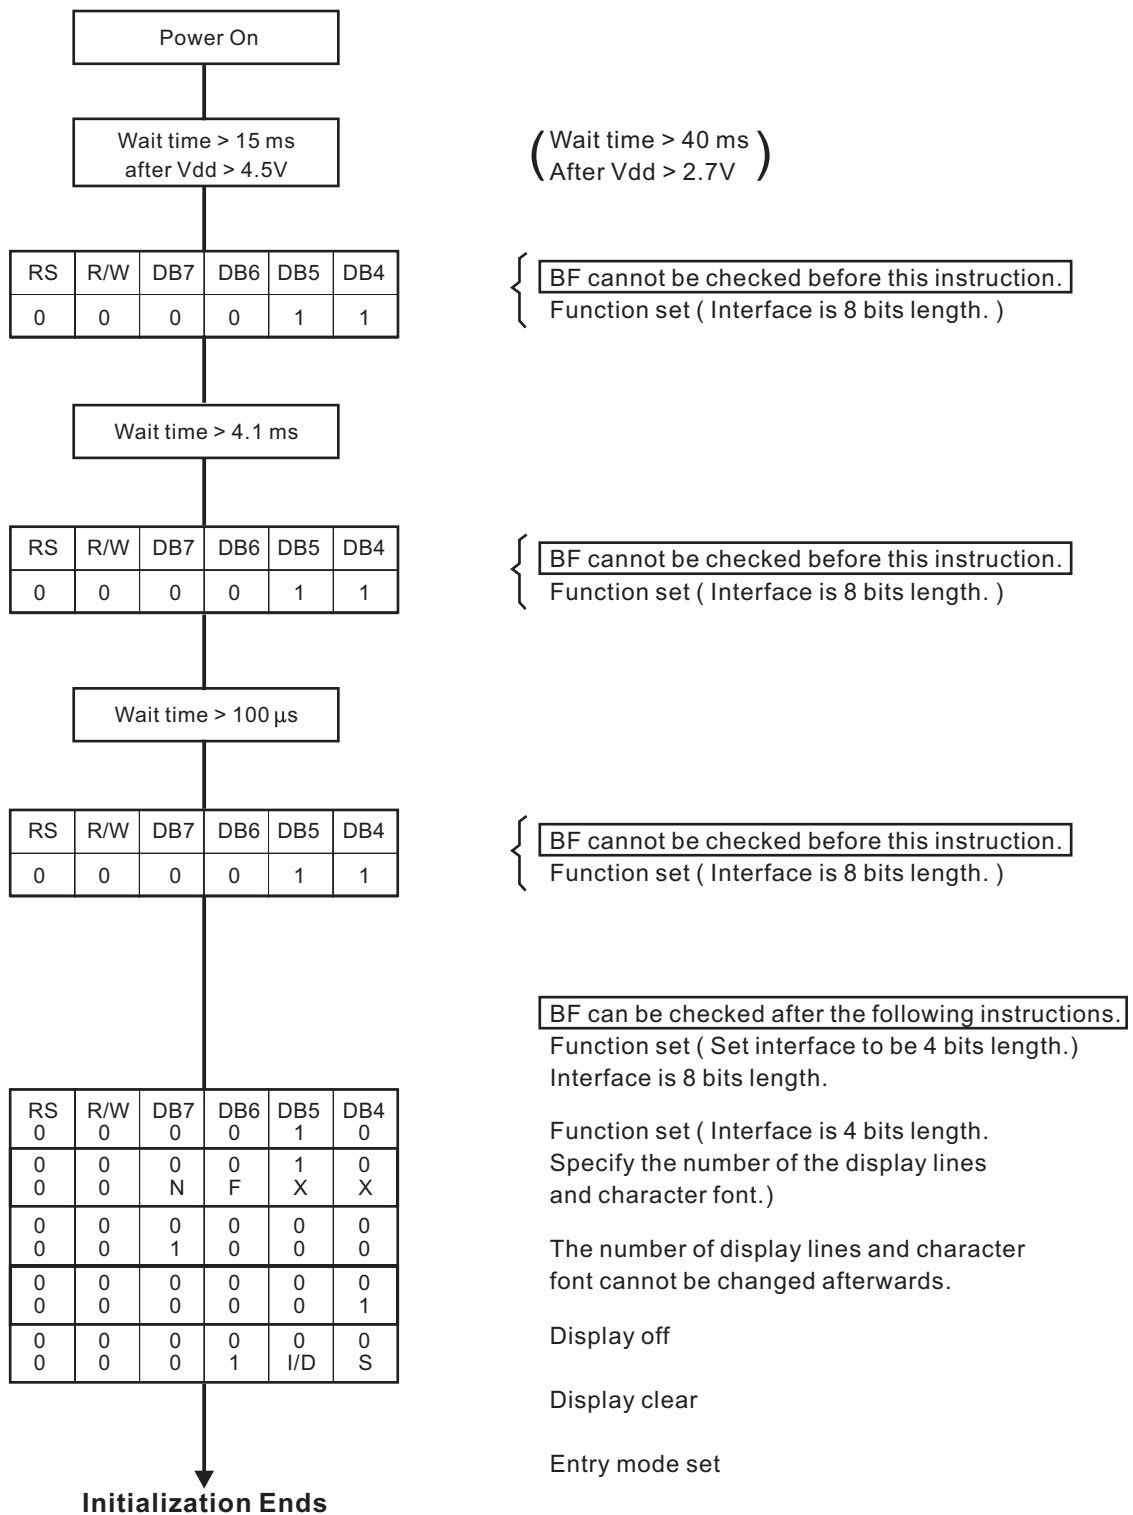 Power On
Wait time > 15 ms
after Vdd > 4.5V
(Wait time > 40 ms
After Vdd > 2.7V)
RS R/W DB7 DB6 DB5 DB4
0 0 0 0 1 1
BF cannot be checked before this instruction.
Function set ( Interface is 8 bits length. )
Wait time > 4.1 ms
RS R/W DB7 DB6 DB5 DB4
0 0 0 0 1 1
BF cannot be checked before this instruction.
Function set ( Interface is 8 bits length. )
Wait time > 100 µs
RS R/W DB7 DB6 DB5 DB4
0 0 0 0 1 1
BF cannot be checked before this instruction.
Function set ( Interface is 8 bits length. )
RS R/W DB7 DB6 DB5 DB4
0 0 0 0 1 0
0 0 0 0 1 0
0 0 N F X X
0 0 0 0 0 0
0 0 1 0 0 0
0 0 0 0 0 0
0 0 0 0 0 1
0 0 0 0 0 0
0 0 0 1 I/D S
BF can be checked after the following instructions.
Function set ( Set interface to be 4 bits length.)
Interface is 8 bits length.
Function set ( Interface is 4 bits length.
Specify the number of the display lines
and character font.)
The number of display lines and character
font cannot be changed afterwards.
Display off
Display clear
Entry mode set
Initialization Ends